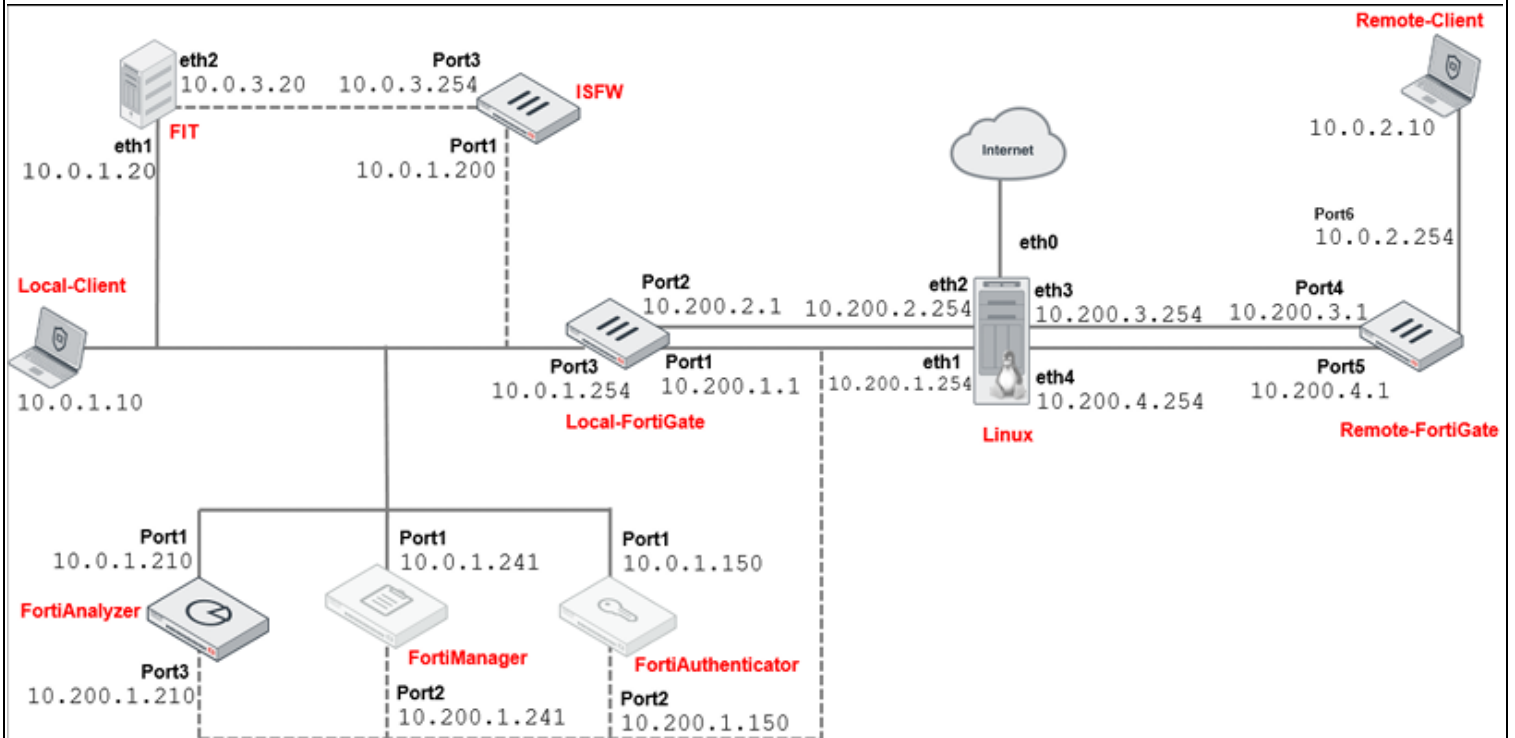 Remote-Client
eth2
10.0.3.20
Port3
10.0.3.254
ISFW
FIT
eth1
10.0.1.20
Port1
10.0.1.200
10.0.2.10
Internet
Port6
10.0.2.254
eth0
Local-Client
10.0.1.10
Port2
10.200.2.1
eth2
10.200.2.254
eth3
10.200.3.254
Port4
10.200.3.1
Port3
10.0.1.254
Port1
10.200.1.1
eth1
10.200.1.254
eth4
10.200.4.254
Port5
10.200.4.1
Local-FortiGate
Linux
Remote-FortiGate
Port1
10.0.1.210
Port1
10.0.1.241
Port1
10.0.1.150
FortiAnalyzer
FortiManager
FortiAuthenticator
Port3
10.200.1.210
Port2
10.200.1.241
Port2
10.200.1.150